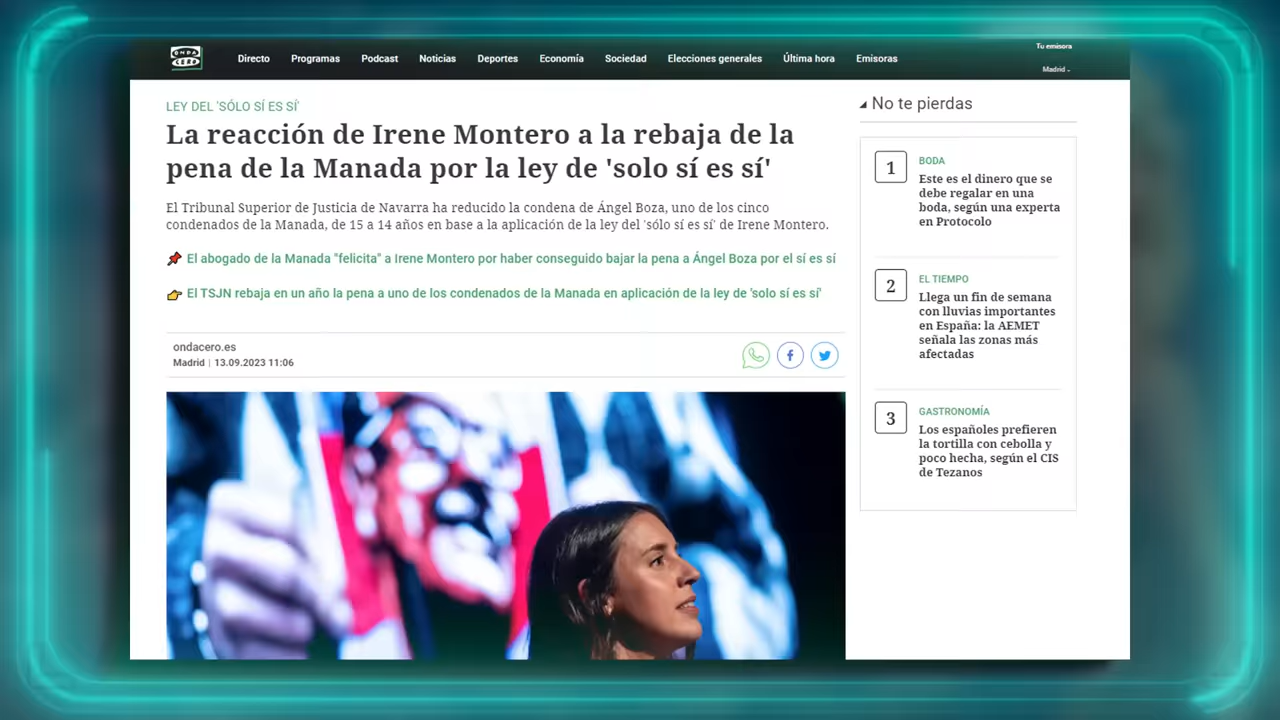 ONDA
CERO
Directo
Programas
Podcast
Noticias
Deportes
Economía
Sociedad
Elecciones generales
Última hora
Emisoras
Tu emisora
Madrid
LEY DEL 'SÓLO SÍ ES SÍ'
La reacción de Irene Montero a la rebaja de la
pena de la Manada por la ley de 'solo sí es sí'
El Tribunal Superior de Justicia de Navarra ha reducido la condena de Ángel Boza, uno de los cinco
condenados de la Manada, de 15 a 14 años en base a la aplicación de la ley del 'sólo sí es sí' de Irene Montero.
El abogado de la Manada "felicita" a Irene Montero por haber conseguido bajar la pena a Ángel Boza por el sí es sí
El TSJN rebaja en un año la pena a uno de los condenados de la Manada en aplicación de la ley de 'solo sí es sí'
ondacero.es
Madrid | 13.09.2023 11:06
No te pierdas
1
BODA
Este es el dinero que se
debe regalar en una
boda, según una experta
en Protocolo
2
EL TIEMPO
Llega un fin de semana
con lluvias importantes
en España: la AEMET
señala las zonas más
afectadas
3
GASTRONOMÍA
Los españoles prefieren
la tortilla con cebolla y
poco hecha, según el CIS
de Tezanos